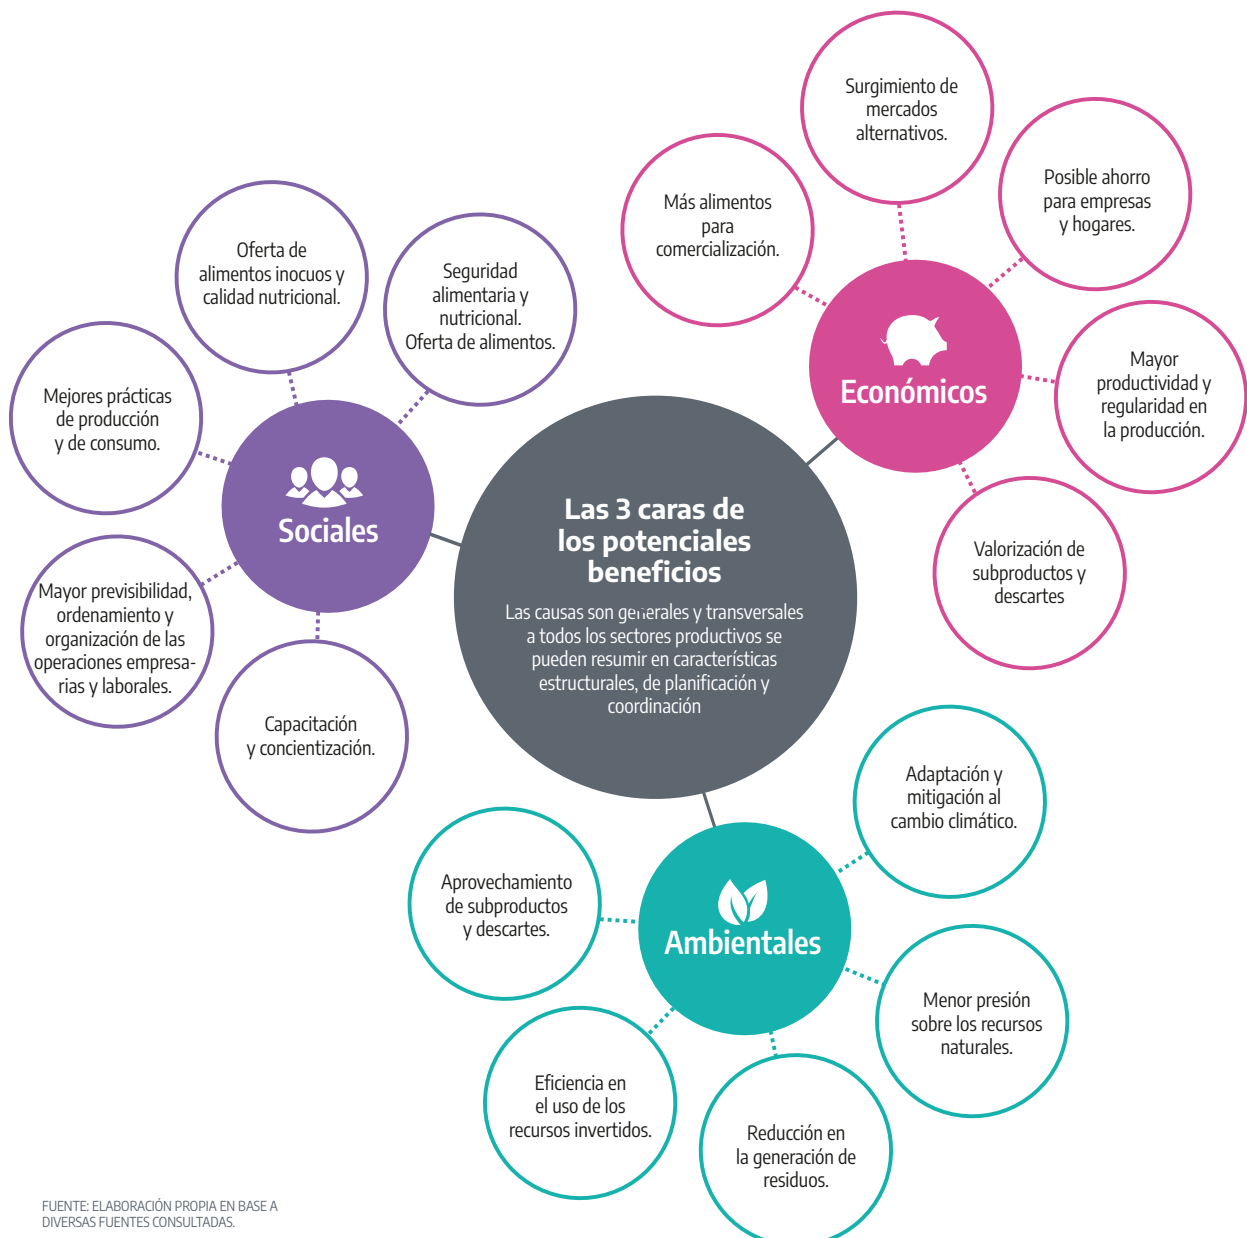 Surgimiento de
mercados
alternativos.
Posible ahorro
para empresas
y hogares.
Más alimentos
para
comercialización.
Mayor
productividad y
regularidad en
la producción.
Valorización de
subproductos y
descartes
Económicos
Oferta de
alimentos inocuos y
calidad nutricional.
Seguridad
alimentaria y
nutricional.
Oferta de alimentos.
Mejores prácticas
de producción
y de consumo.
Mayor previsibilidad,
ordenamiento y
organización de las
operaciones empresa-
rias y laborales.
Capacitación
y concientización.
Sociales
Las 3 caras de
los potenciales
beneficios
Las causas son generales y transversales
a todos los sectores productivos se
pueden resumir en características
estructurales, de planificación y
coordinación
Adaptación y
mitigación al
cambio climático.
Aprovechamiento
de subproductos
y descartes.
Ambientales
Menor presión
sobre los recursos
naturales.
Eficiencia en
el uso de los
recursos invertidos.
Reducción en
la generación de
residuos.
FUENTE: ELABORACIÓN PROPIA EN BASE A
DIVERSAS FUENTES CONSULTADAS.